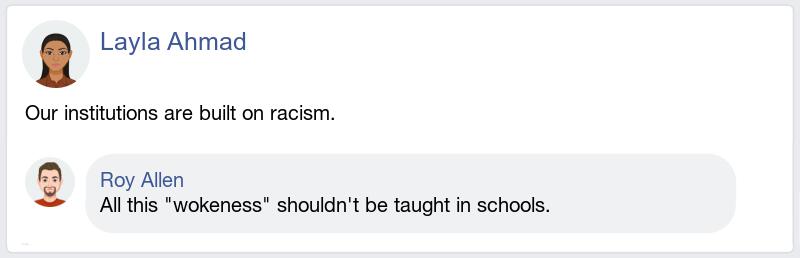 Layla Ahmad
Our institutions are built on racism.
Roy Allen
All this "wokeness" shouldn't be taught in schools.